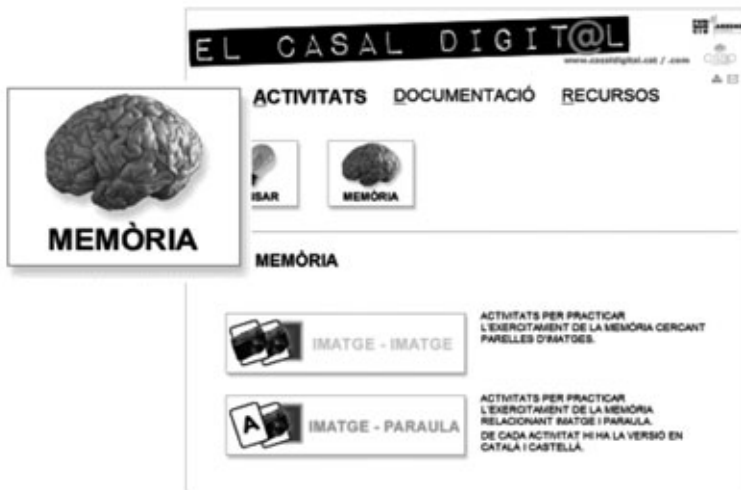 EL CASAL DIGIT@L
www.casaldigital.cat / .com
ACTIVITATS DOCUMENTACIÓ RECURSOS
MEMÒRIA
ISAR
MEMÒRIA
MEMÒRIA
IMATGE - IMATGE
ACTIVITATS PER PRACTICAR
L'EXERCITAMENT DE LA MEMÒRIA CERCANT
PARELLES D'IMATGES.
IMATGE - PARAULA
A
ACTIVITATS PER PRACTICAR
L'EXERCITAMENT DE LA MEMÒRIA
RELACIONANT IMATGE I PARAULA.
DE CADA ACTIVITAT HI HA LA VERSIÓ EN
CATALÀ I CASTELLÀ.